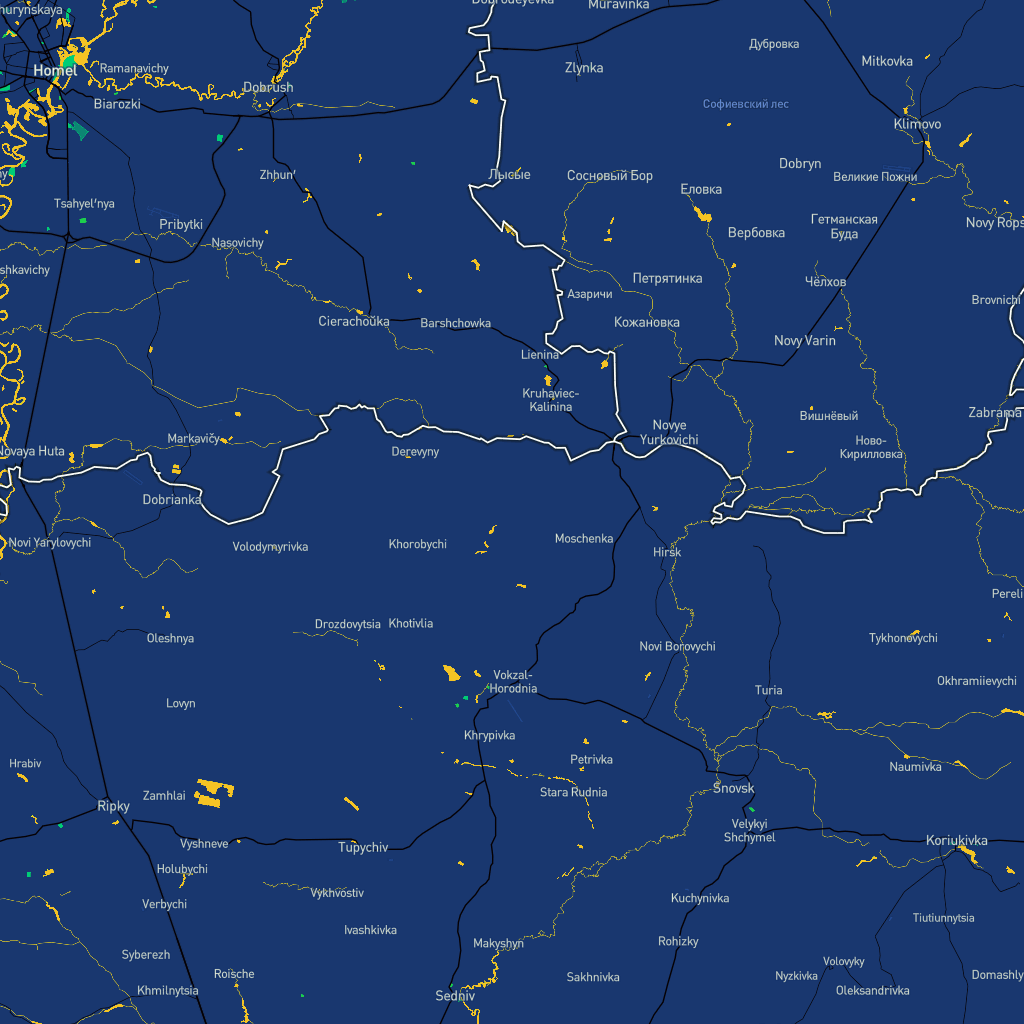 Dobrodeyevka
Muravinka
Дубровка
Mitkovka
Zlynka
Homel
Ramanavichy
Dobrush
Biarozki
Софиевский лес
Klimovo
Dobryn
Великие Пожни
Лысые
Сосновый Бор
Еловка
Zhhunʼ
Tsahyelʼnya
Pribytki
Nasovichy
Гетманская
Буда
Вербовка
Novy Rops
shkavichy
Петрятинка
Чёлхов
Азаричи
Brovnichi
Cierachoŭka
Barshchowka
Кожановка
Novy Varin
Lienina
Kruhaviec-
Kalinina
Вишнёвый
Zabrama
Novye
Yurkovichi
Ново-
Кирилловка
Markavičy
Novaya Huta
Derevyny
Dobrianka
Novi Yarylovychi
Volodymyrivka
Khorobychi
Moschenka
Hirsk
Pereli
Drozdovytsia
Khotivlia
Oleshnya
Novi Borovychi
Tykhonovychi
Vokzal-
Horodnia
Turia
Okhramiievychi
Lovyn
Khrypivka
Petrivka
Hrabiv
Naumivka
Zamhlai
Ripky
Stara Rudnia
Snovsk
Velykyi
Shchymel
Vyshneve
Tupychiv
Koriukivka
Holubychi
Vykhvostiv
Kuchynivka
Verbychi
Tiutiunnytsia
Ivashkivka
Makyshyn
Rohizky
Syberezh
Volovyky
Roische
Sakhnivka
Nyzkivka
Domashly
Khmilnytsia
Sedniv
Oleksandrivka